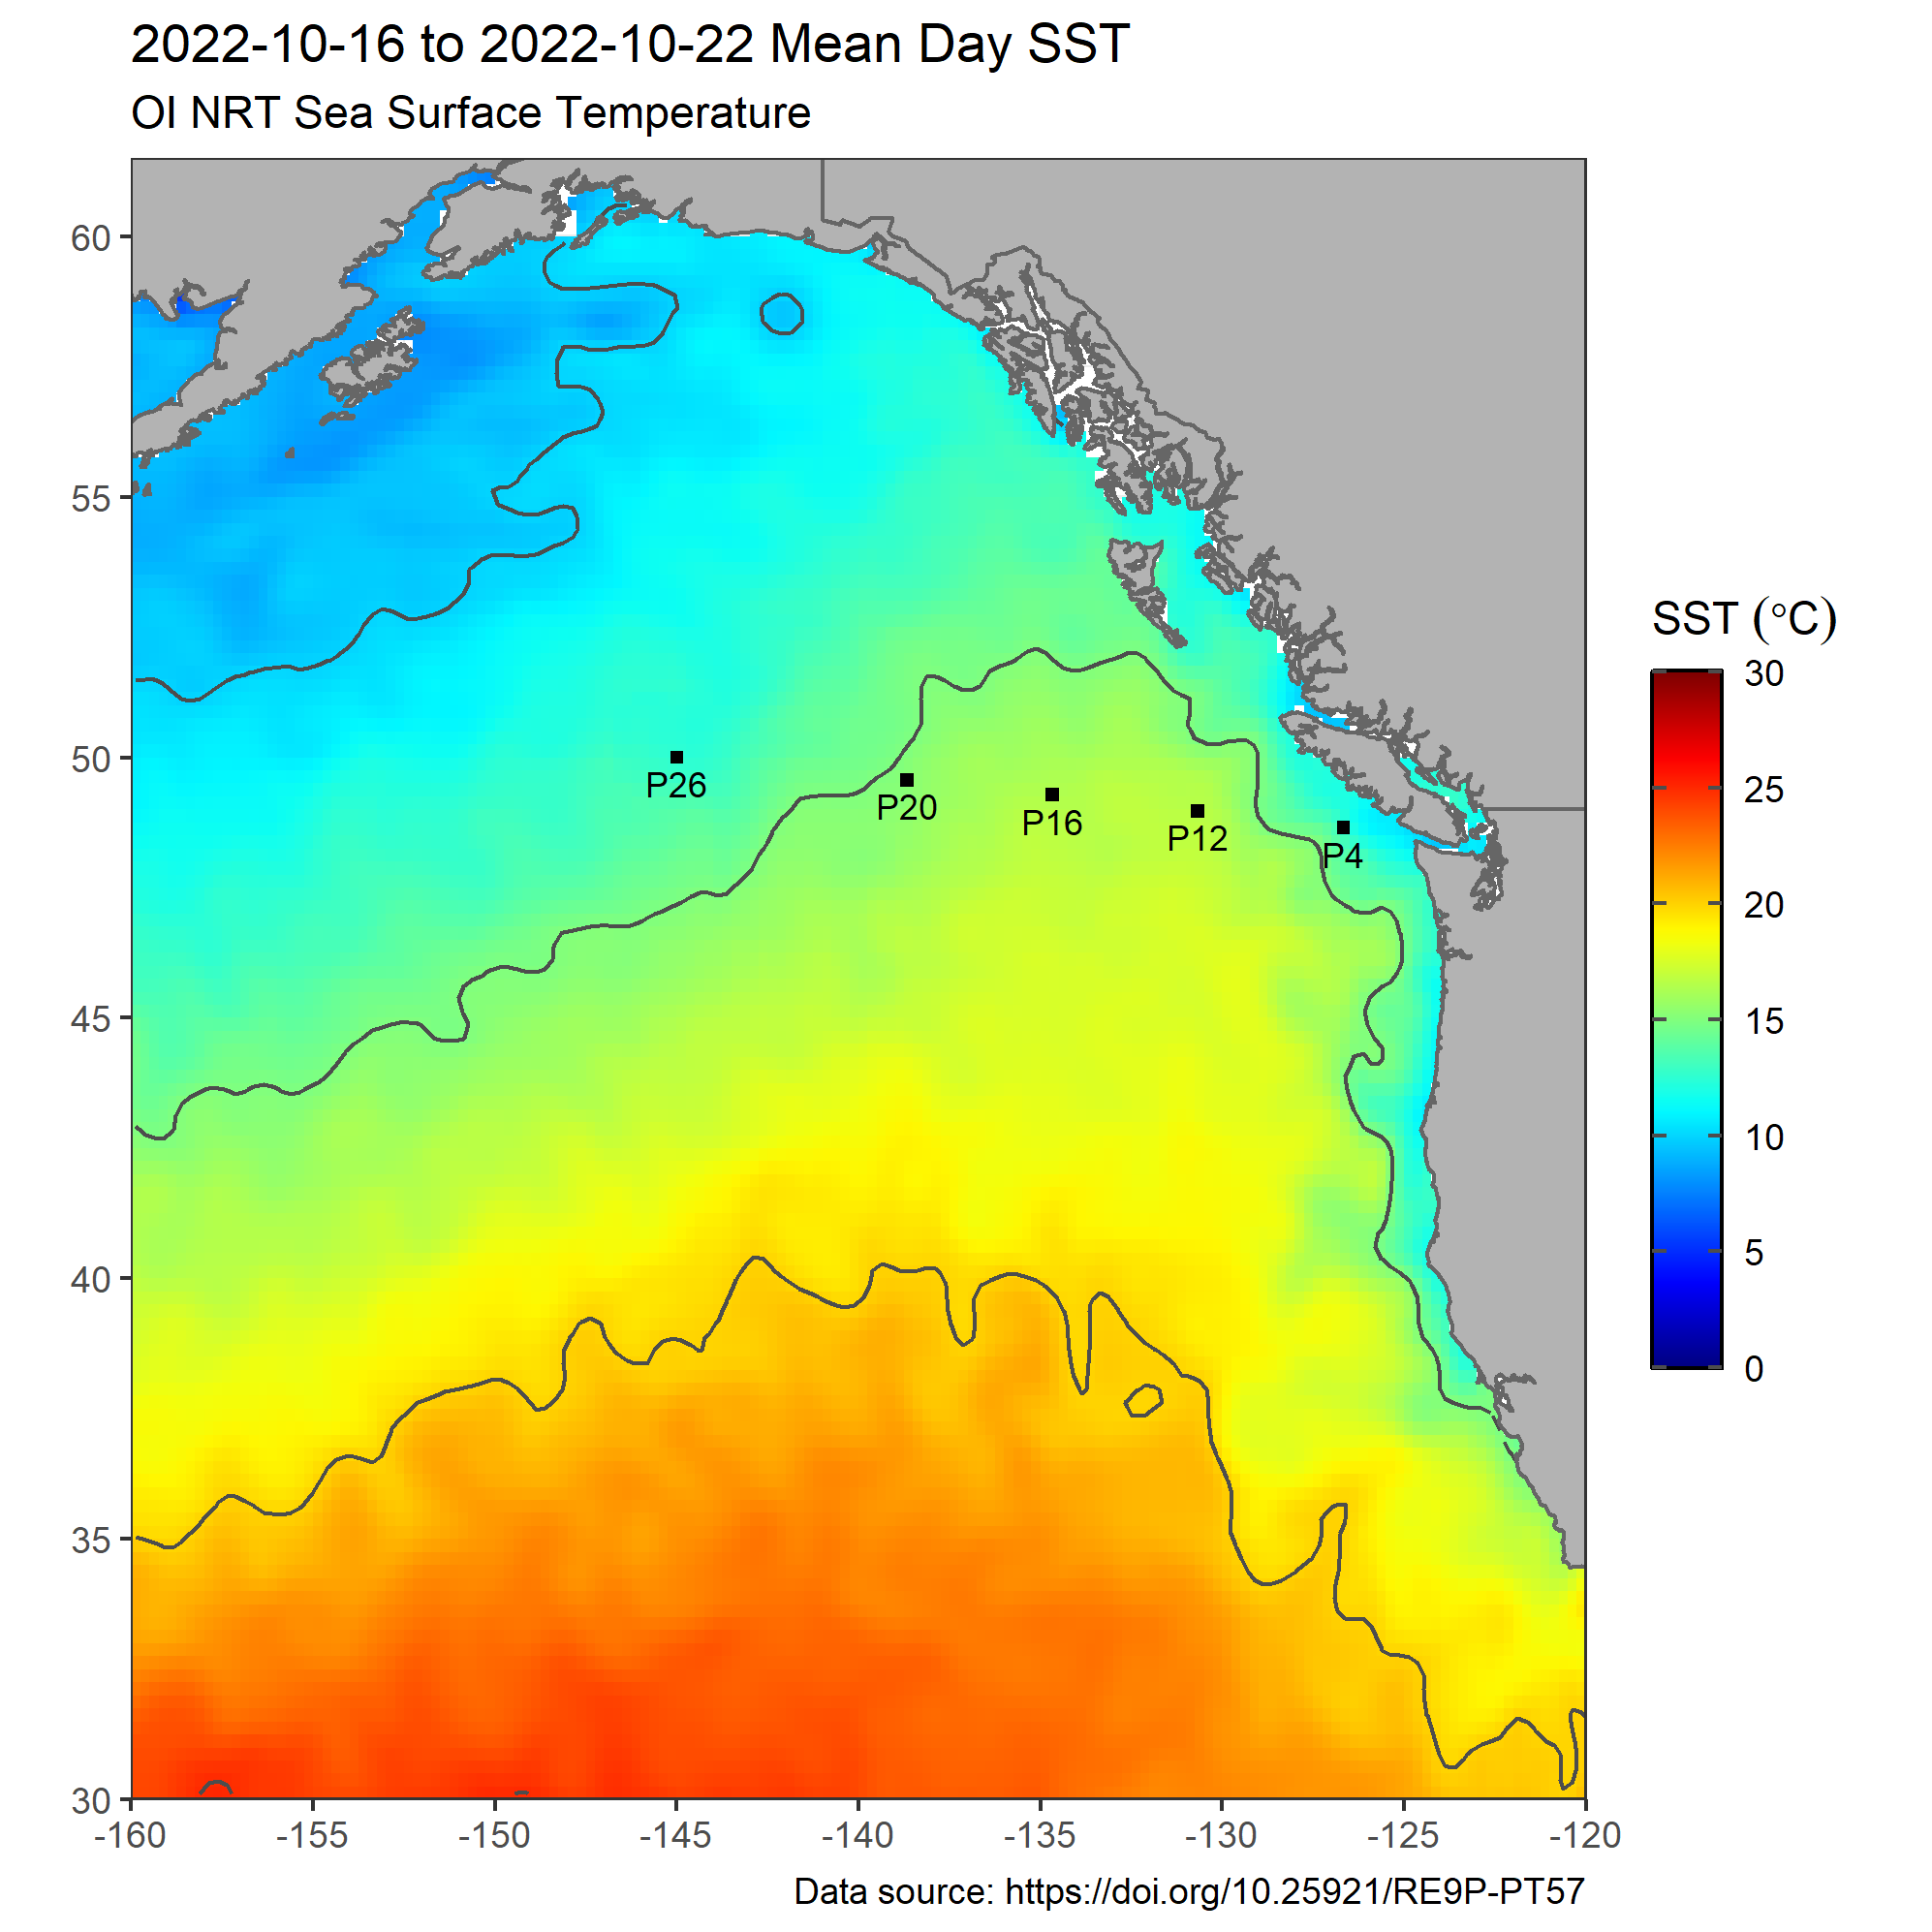 2022-10-16 to 2022-10-22 Mean Day SST
OI NRT Sea Surface Temperature
60
55
50
45
40
35
30
-160
-155
-150
-145
-140
-135
-130
-125
-120
P26
P20
P16
P12
P4
SST (°C)
30
25
20
15
10
5
0
Data source: https://doi.org/10.25921/RE9P-PT57